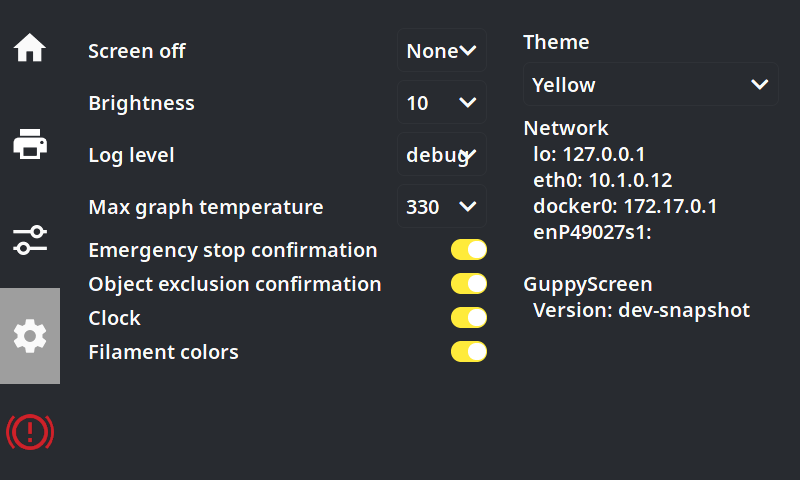 Screen off None
Brightness 10
Log level debug
Max graph temperature 330
Emergency stop confirmation
Object exclusion confirmation
Clock
Filament colors
Theme
Yellow
Network
lo: 127.0.0.1
eth0: 10.1.0.12
docker0: 172.17.0.1
enP49027s1:
GuppyScreen
Version: dev-snapshot